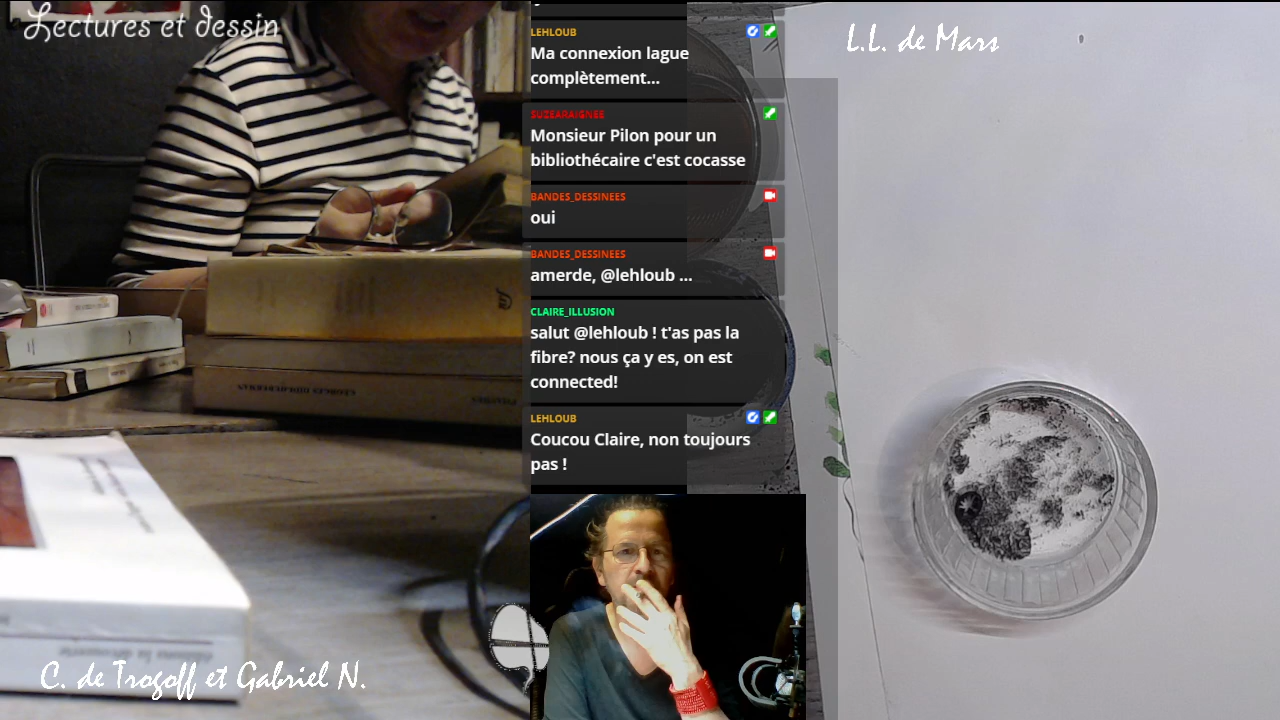 Lectures et dessin
LEHLOUB
Ma connexion lague
complètement...
SUZEARAIGNEE
Monsieur Pilon pour un
bibliothécaire c'est cocasse
BANDES_DESSINEES
oui
BANDES_DESSINEES
amerde, @lehloub ...
CLAIRE_ILLUSION
salut @lehloub ! t'as pas la
fibre? nous ça y es, on est
connected!
LEHLOUB
Coucou Claire, non toujours
pas !
L.L. de Mars
C. de Trogoff et Gabriel N.